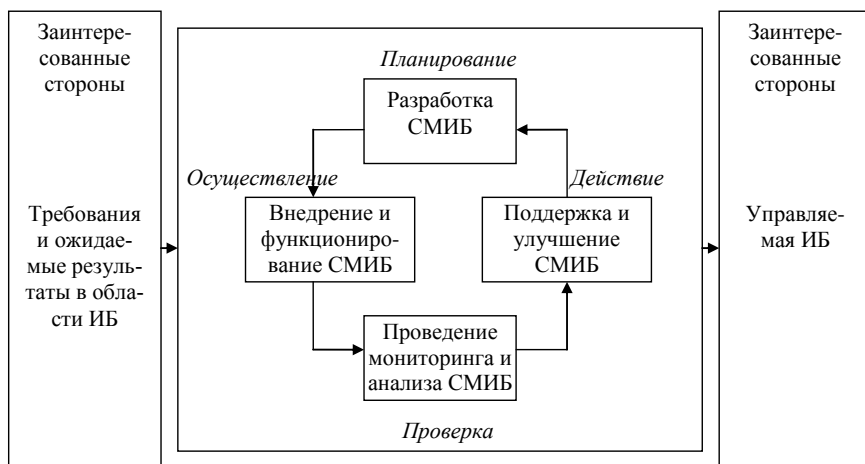 Заинтере-
сованные
стороны
Требования
и ожидае-
мые резуль-
таты в обла-
сти ИБ
Планирование
Разработка
СМИБ
Осуществление
Действие
Внедрение и
функциониро-
вание СМИБ
Поддержка и
улучшение
СМИБ
Проведение
мониторинга и
анализа СМИБ
Проверка
Заинтере-
сованные
стороны
Управляе-
мая ИБ